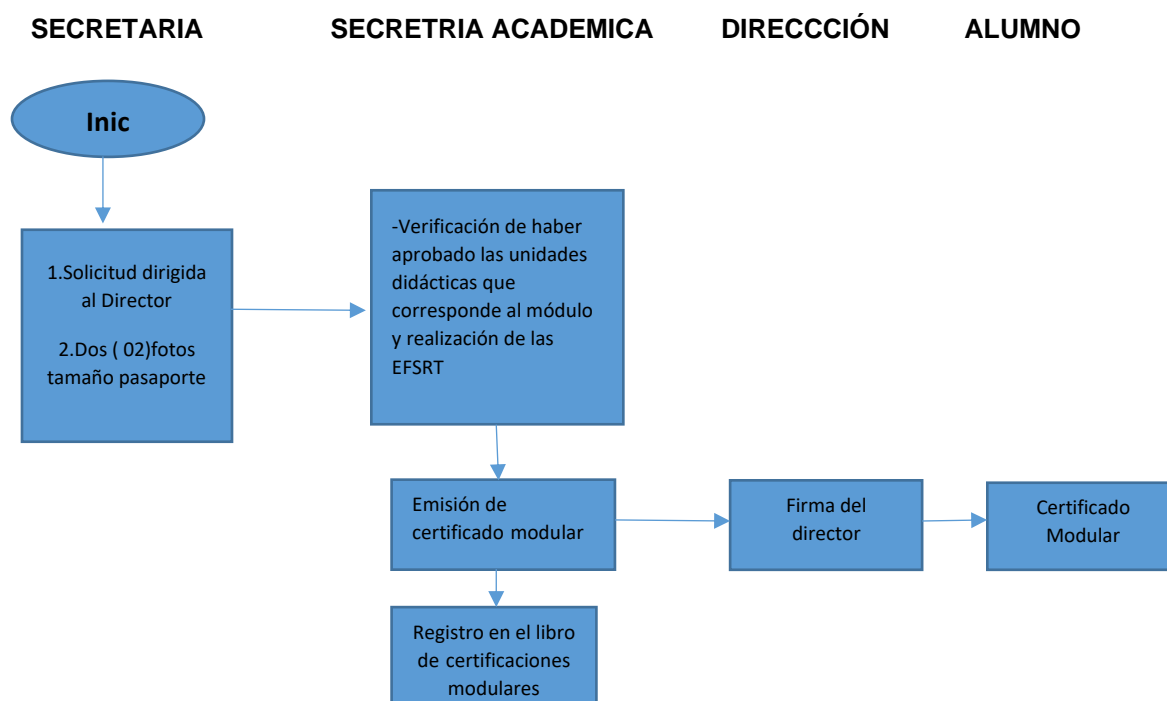 SECRETARIA SECRETRIA ACADEMICA DIRECCCIÓN ALUMNO
Inic
1.Solicitud dirigida
al Director
2.Dos ( 02)fotos
tamaño pasaporte
-Verificación de haber
aprobado las unidades
didácticas que
corresponde al módulo
y realización de las
EFSRT
Emisión de
certificado modular
Firma del
director
Certificado
Modular
Registro en el libro
de certificaciones
modulares